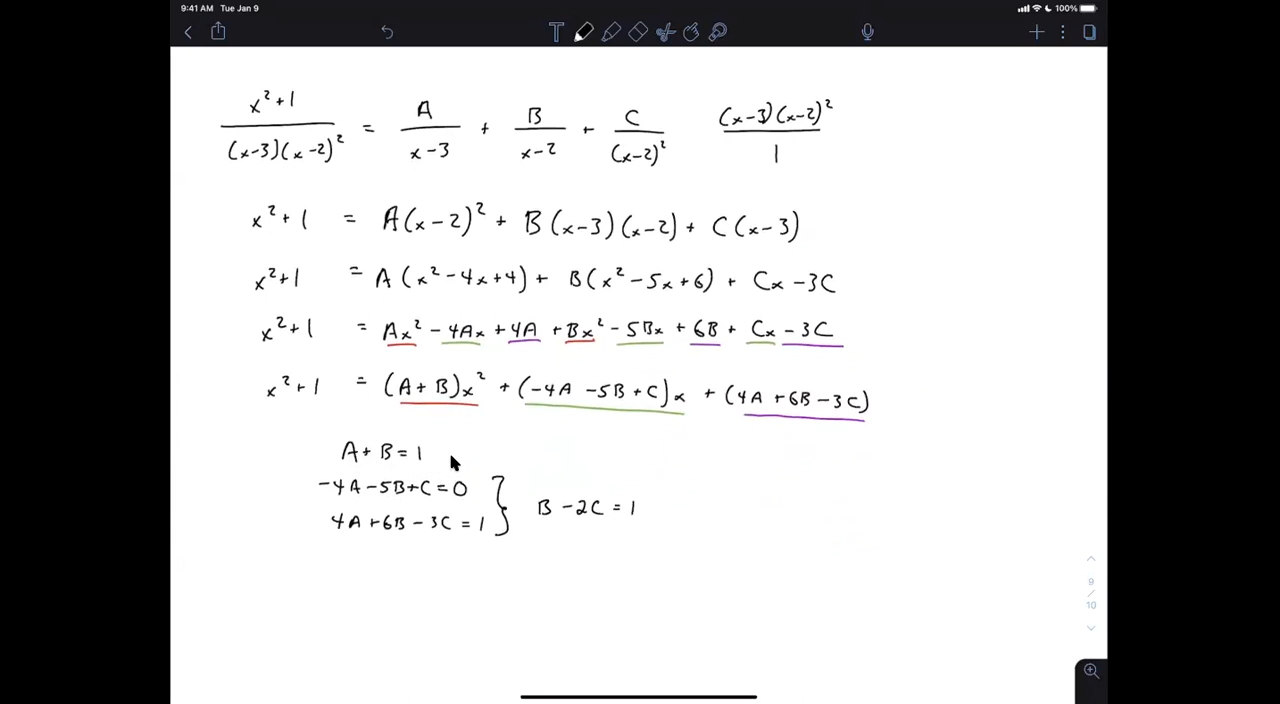 9:41 AM Tue Jan 9 100%
x²+1/(x-3)(x-2)² = A/x-3 + B/x-2 + C/(x-2)² (x-3)(x-2)²/1
x²+1 = A(x-2)² + B(x-3)(x-2) + C(x-3)
x²+1 = A(x²-4x+4) + B(x²-5x+6) + Cx-3C
x²+1 = Ax²-4Ax+4A+Bx²-5Bx+6B+Cx-3C
x²+1 = (A+B)x² + (-4A-5B+C)x + (4A+6B-3C)
A+B=1
-4A-5B+C=0
4A+6B-3C=1 } B-2C=1
9
/
10